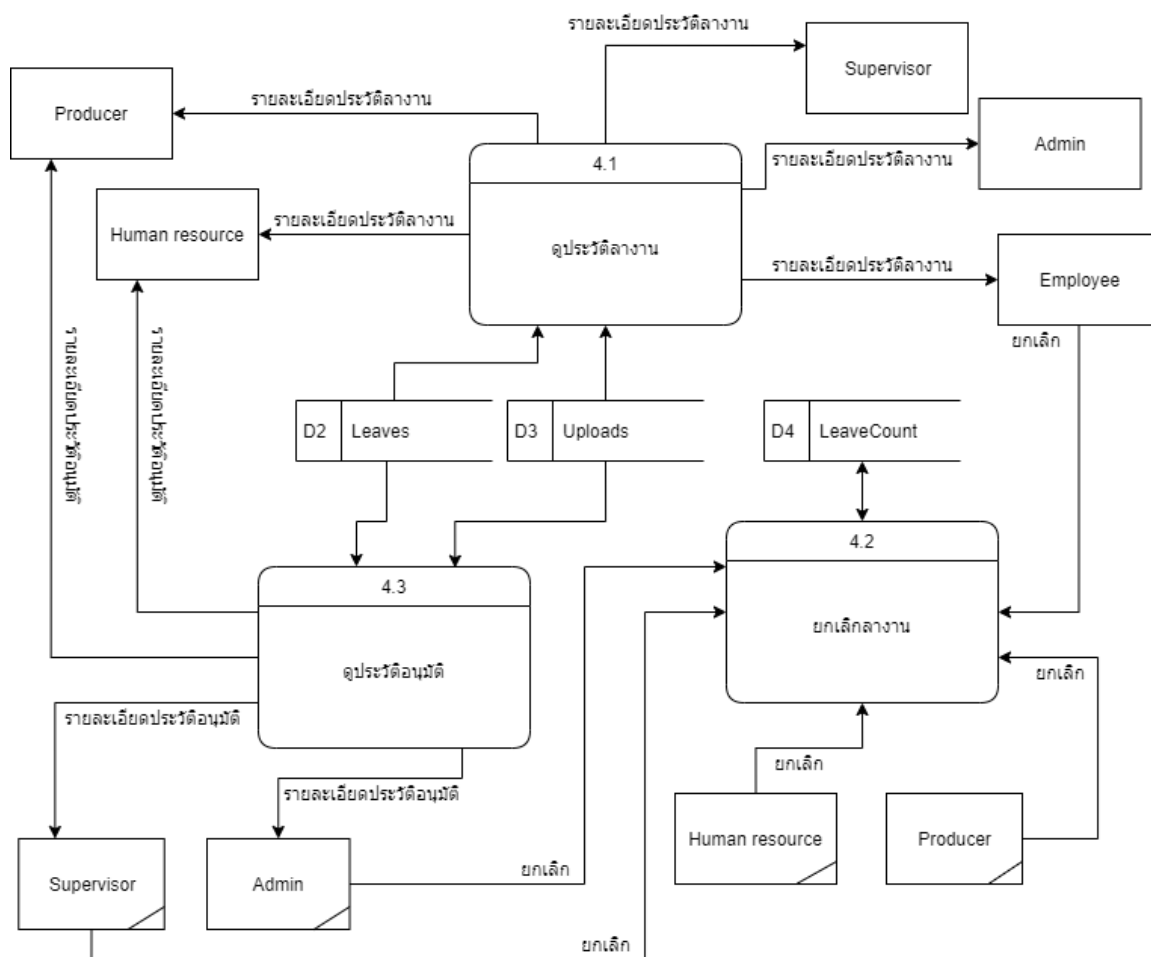 รายละเอียดประวัติลางาน
Supervisor
Producer
รายละเอียดประวัติลางาน
Admin
4.1
รายละเอียดประวัติลางาน
Human resource
รายละเอียดประวัติลางาน
ดูประวัติลางาน
รายละเอียดประวัติลางาน
Employee
ยกเลิก
รายละเอียดประวัติอนุมัติ
รายละเอียดประวัติอนุมัติ
D2
Leaves
D3
Uploads
D4
LeaveCount
4.2
ยกเลิกลางาน
4.3
ดูประวัติอนุมัติ
ยกเลิก
รายละเอียดประวัติอนุมัติ
รายละเอียดประวัติอนุมัติ
ยกเลิก
Human resource
Producer
Supervisor
Admin
ยกเลิก
ยกเลิก